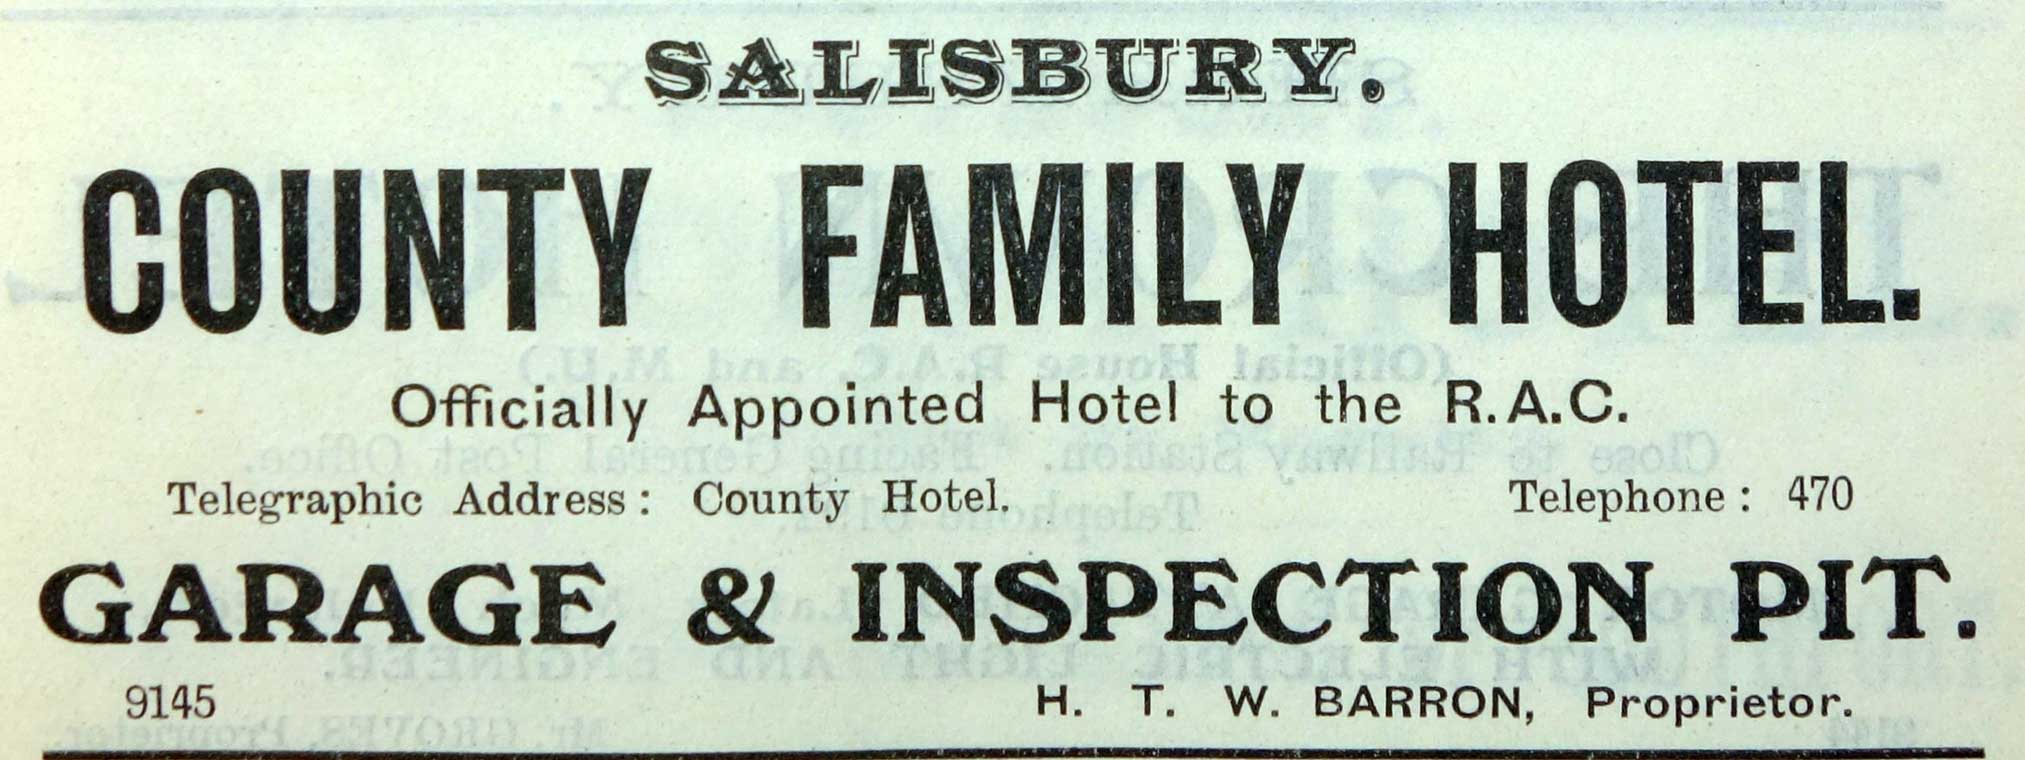 SALISBURY.
COUNTY FAMILY HOTEL.
Officially Appointed Hotel to the R.A.C.
Telegraphic Address: County Hotel. Telephone: 470
GARAGE & INSPECTION PIT.
9145 H. T. W. BARRON, Proprietor.